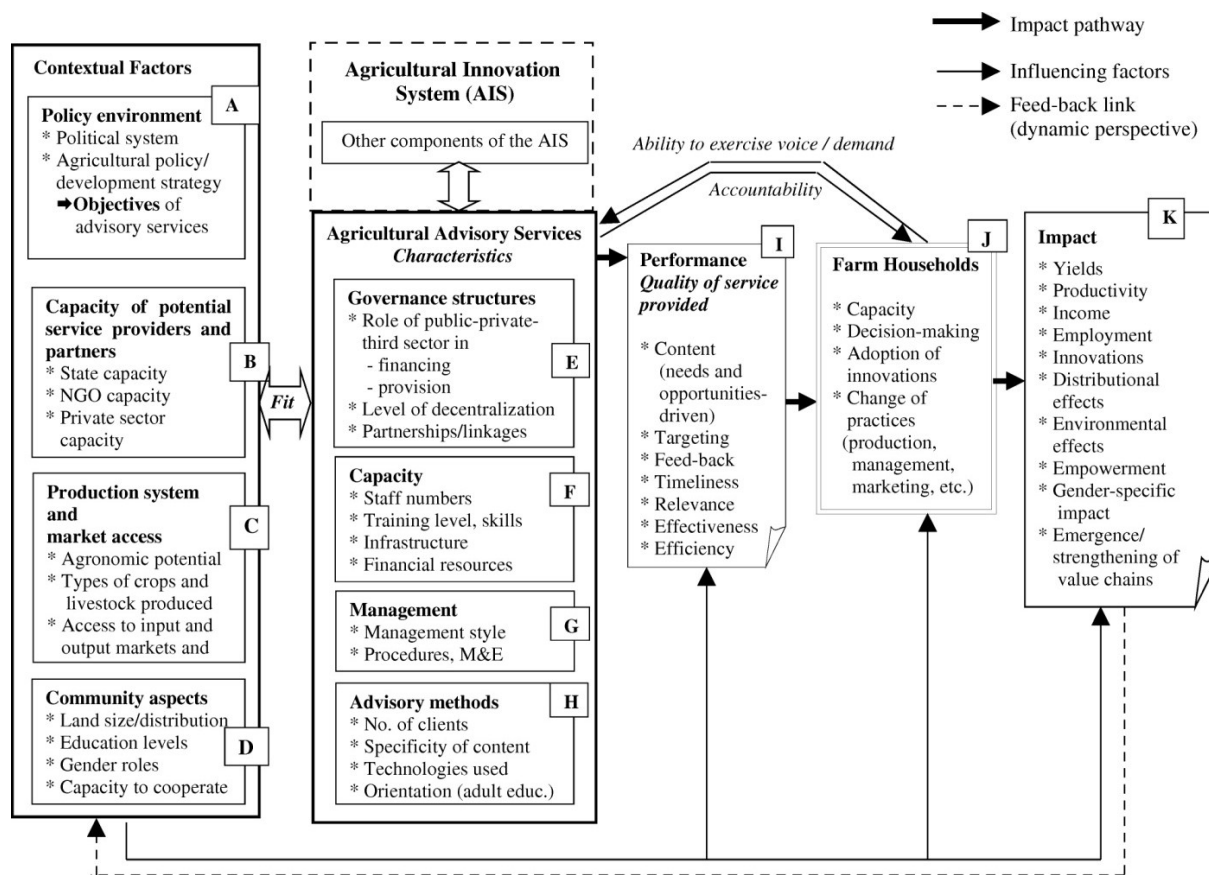 Impact pathway
Influencing factors
Feed-back link
(dynamic perspective)
Contextual Factors
A
Policy environment
* Political system
* Agricultural policy/
development strategy
➡Objectives of
advisory services
B
Capacity of potential
service providers and
partners
* State capacity
* NGO capacity
* Private sector
capacity
C
Production system
and
market access
* Agronomic potential
* Types of crops and
livestock produced
* Access to input and
output markets and
D
Community aspects
* Land size/distribution
* Education levels
* Gender roles
* Capacity to cooperate
Fit
Agricultural Innovation
System (AIS)
Other components of the AIS
Agricultural Advisory Services
Characteristics
Governance structures
* Role of public-private-
third sector in
- financing
- provision
* Level of decentralization
* Partnerships/linkages
E
Capacity
* Staff numbers
* Training level, skills
* Infrastructure
* Financial resources
F
Management
* Management style
* Procedures, M&E
G
Advisory methods
* No. of clients
* Specificity of content
* Technologies used
* Orientation (adult educ.)
H
Ability to exercise voice / demand
Accountability
I
Performance
Quality of service
provided
* Content
(needs and
opportunities-
driven)
* Targeting
* Feed-back
* Timeliness
* Relevance
* Effectiveness
* Efficiency
J
Farm Households
* Capacity
* Decision-making
* Adoption of
innovations
* Change of
practices
(production,
management,
marketing, etc.)
K
Impact
* Yields
* Productivity
* Income
* Employment
* Innovations
* Distributional
effects
* Environmental
effects
* Empowerment
* Gender-specific
impact
* Emergence/
strengthening of
value chains